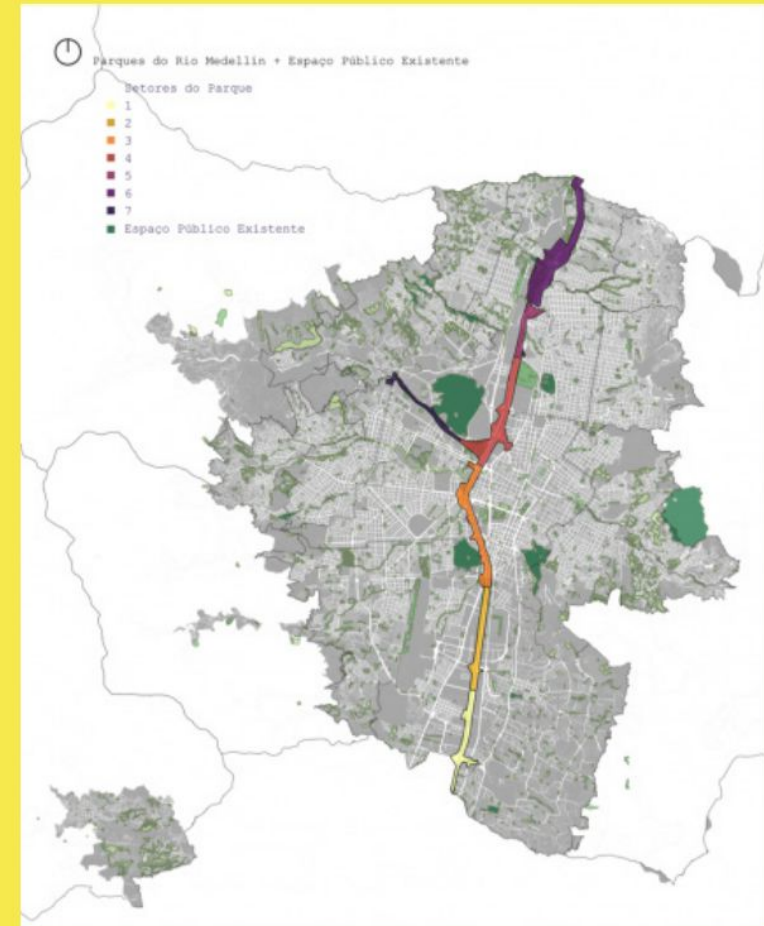 Parques do Rio Medellin + Espaço Público Existente
Setores do Parque
1
2
3
4
5
6
7
Espaço Público Existente